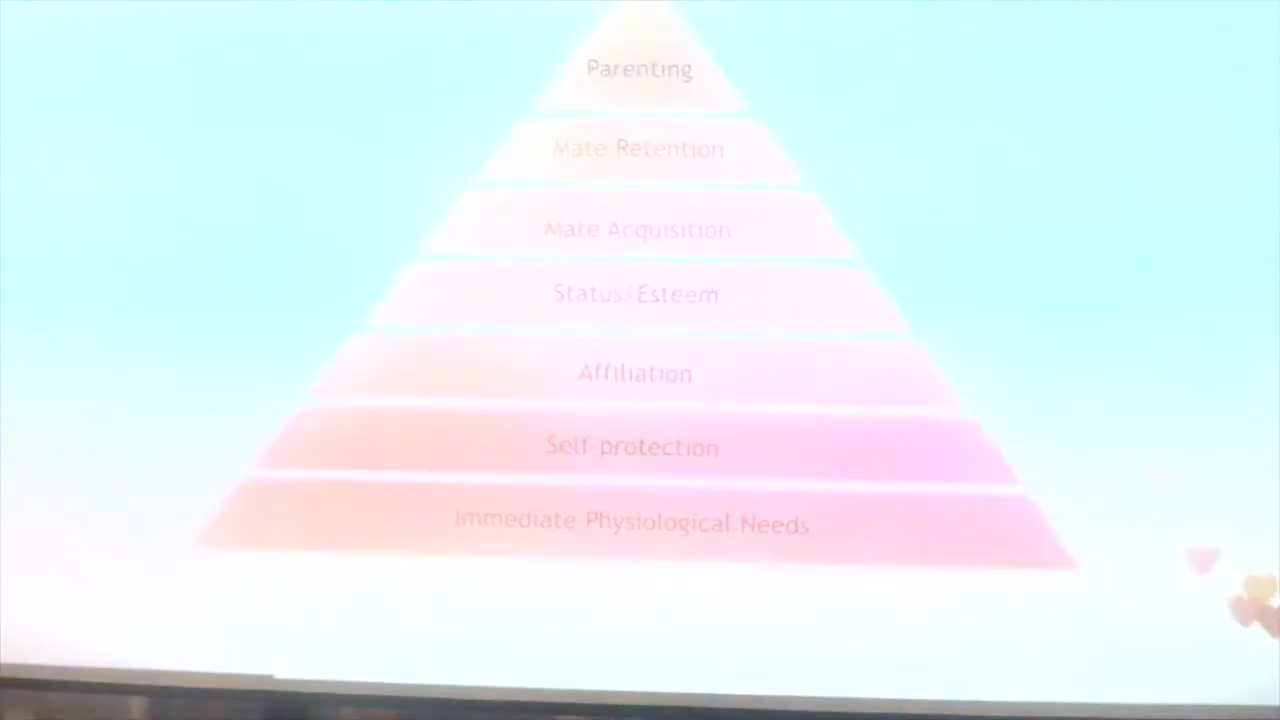 Parenting
Mate Retention
Mate Acquisition
Status/Esteem
Affiliation
Self-protection
Immediate Physiological Needs